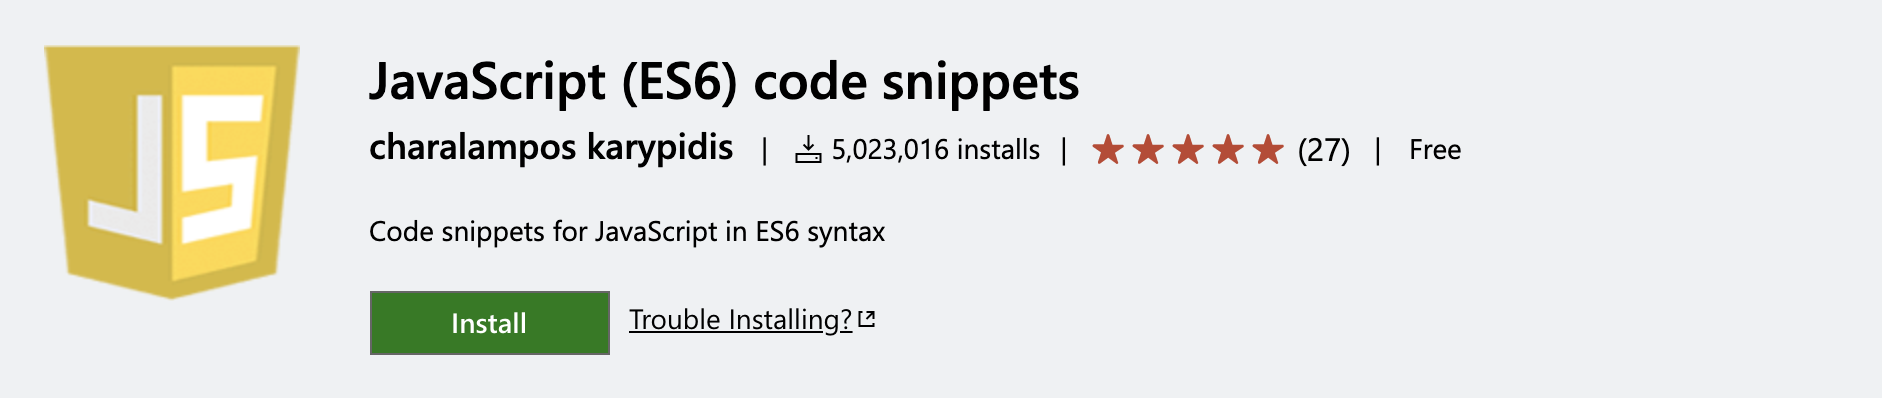 JS
JavaScript (ES6) code snippets
charalampos karypidis | 5,023,016 installs | (27) | Free
Code snippets for JavaScript in ES6 syntax
Install Trouble Installing?